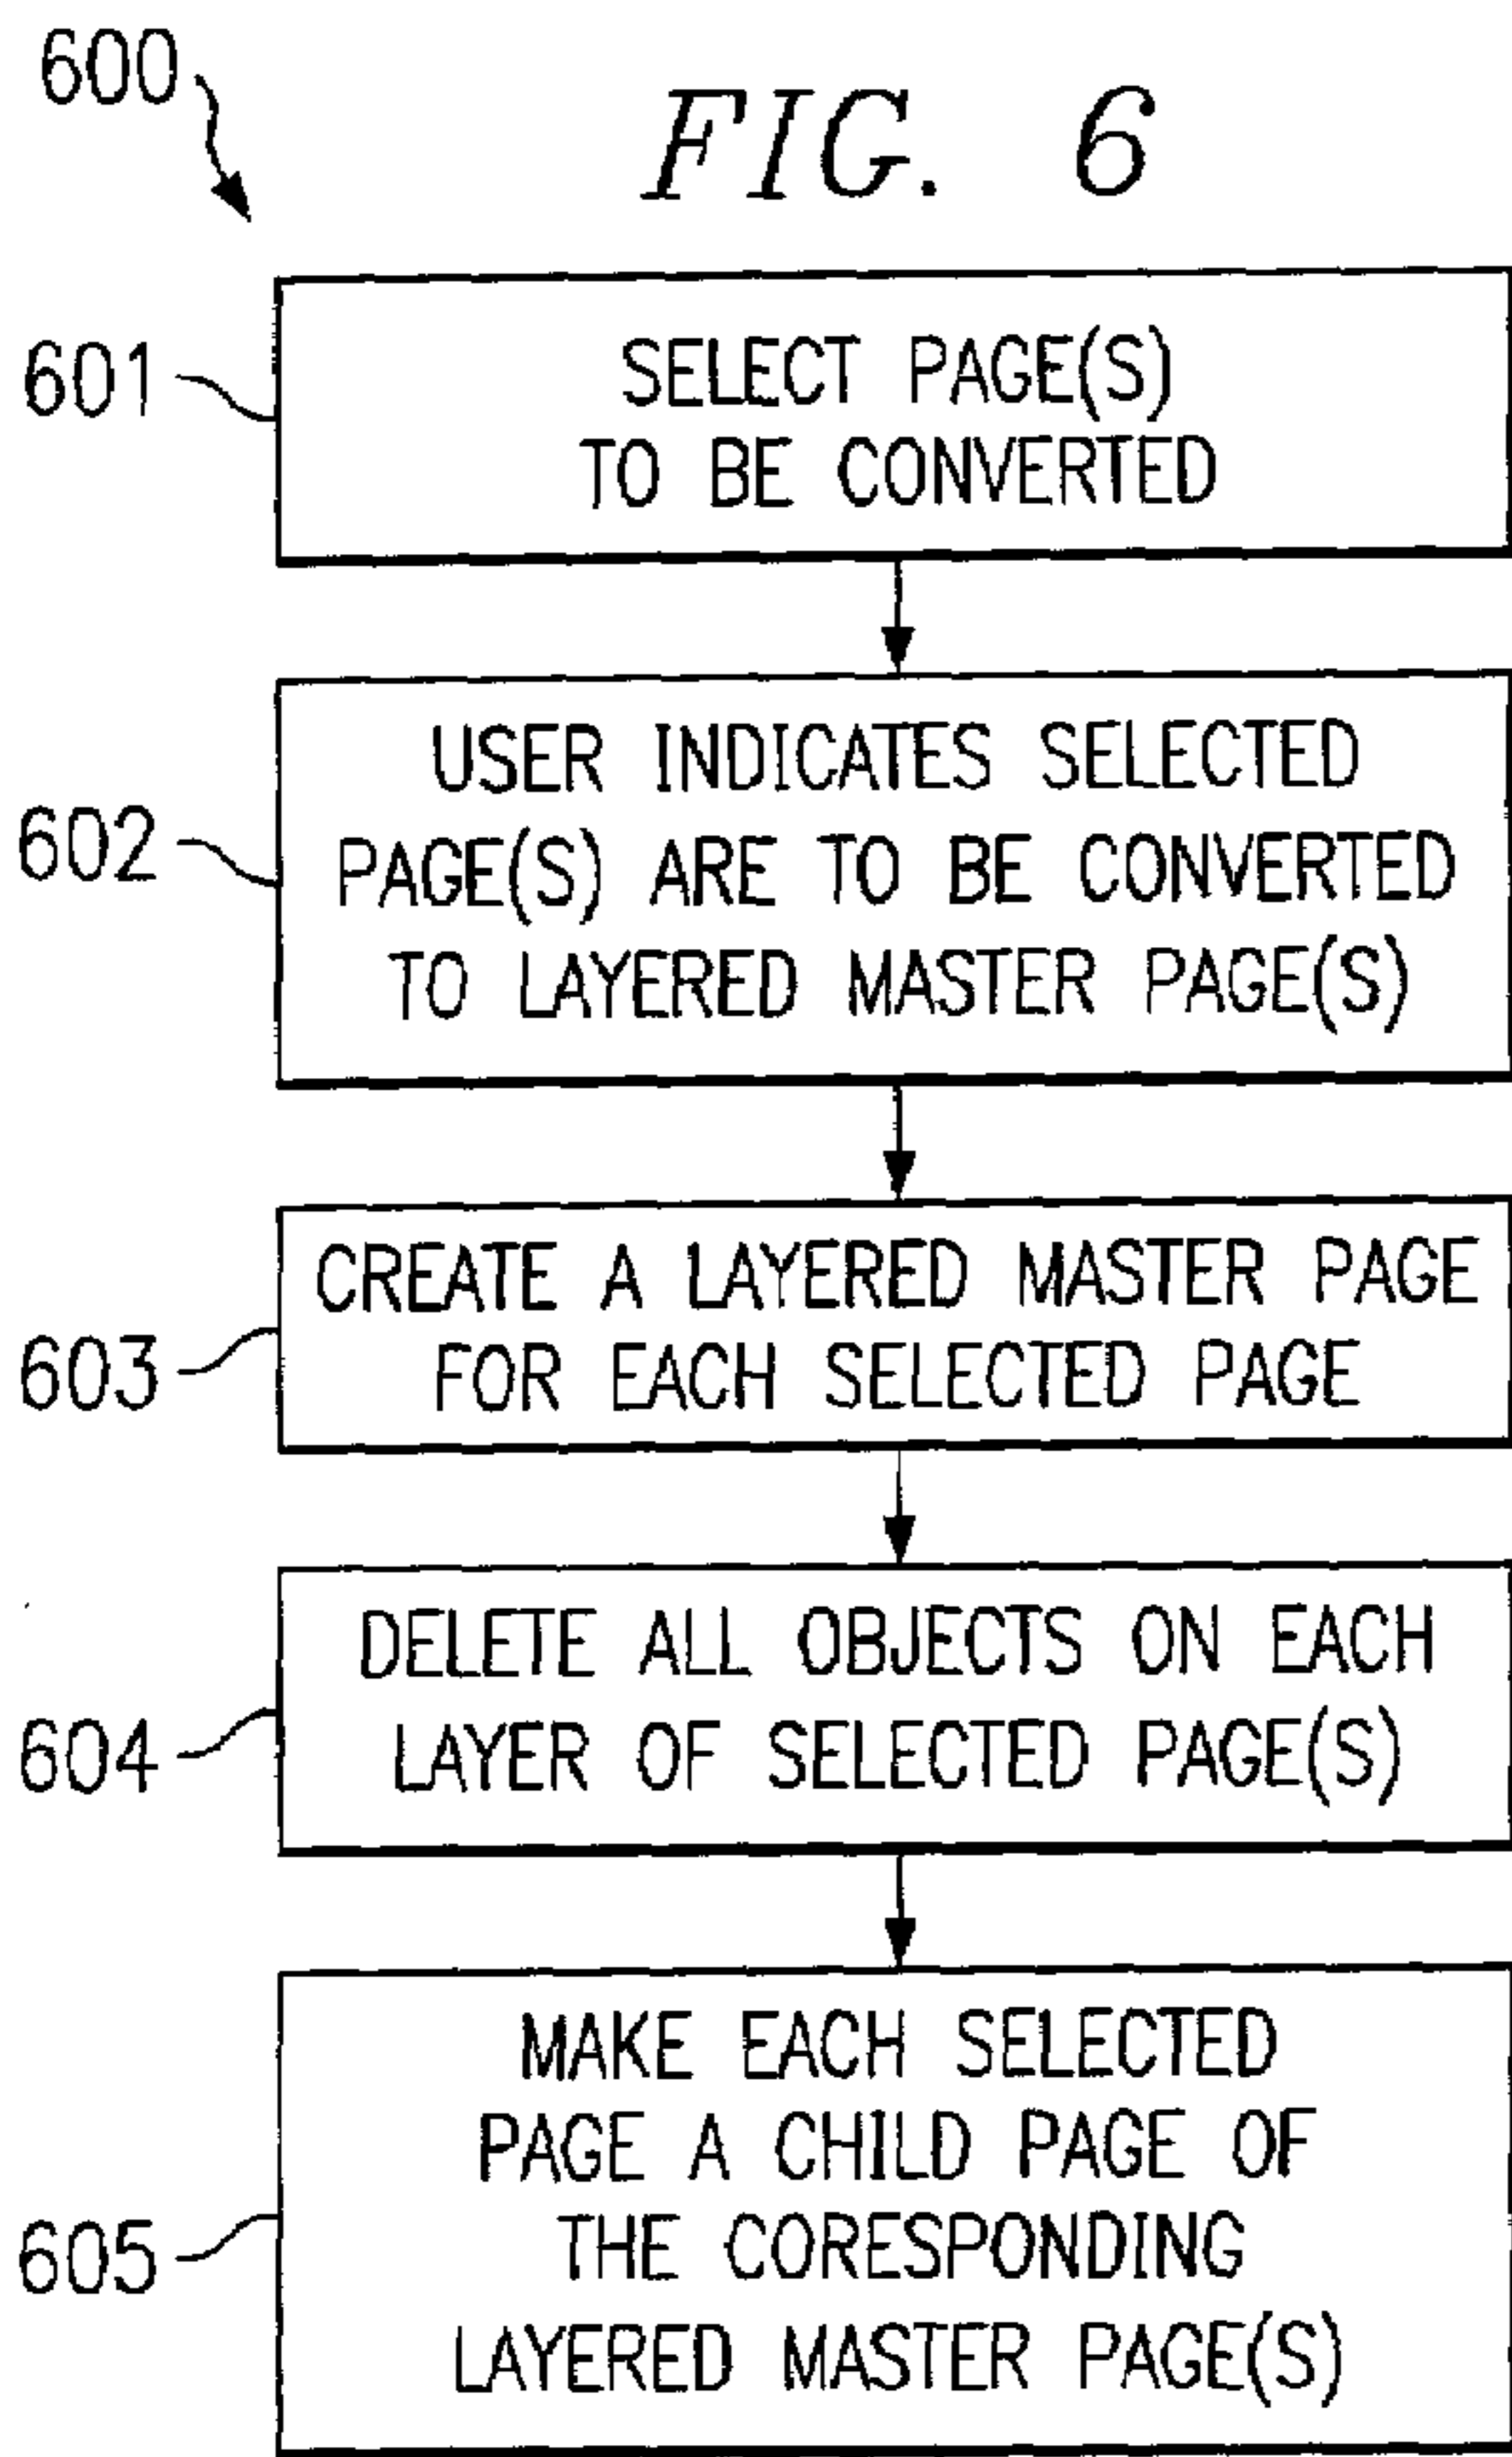 600
FIG. 6
601
SELECT PAGE(S)
TO BE CONVERTED
602
USER INDICATES SELECTED
PAGE(S) ARE TO BE CONVERTED
TO LAYERED MASTER PAGE(S)
603
CREATE A LAYERED MASTER PAGE
FOR EACH SELECTED PAGE
604
DELETE ALL OBJECTS ON EACH
LAYER OF SELECTED PAGE(S)
605
MAKE EACH SELECTED
PAGE A CHILD PAGE OF
THE CORESPONDING
LAYERED MASTER PAGE(S)